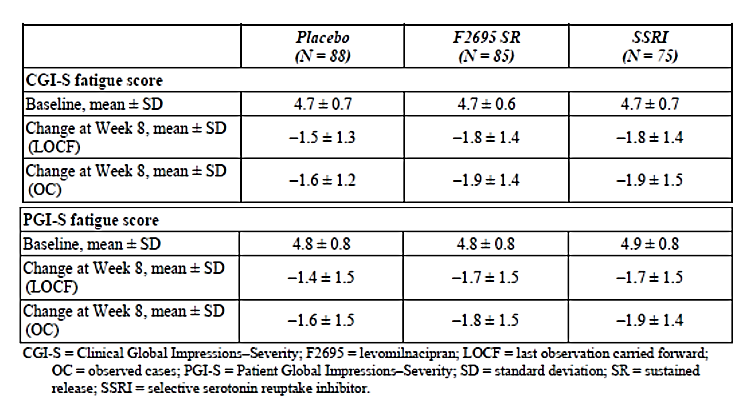 Placebo F2695 SR SSRI
(N = 88) (N = 85) (N = 75)
CGI-S fatigue score
Baseline, mean ± SD 4.7 ± 0.7 4.7 ± 0.6 4.7 ± 0.7
Change at Week 8, mean ± SD
(LOCF) –1.5 ± 1.3 –1.8 ± 1.4 –1.8 ± 1.4
Change at Week 8, mean ± SD
(OC) –1.6 ± 1.2 –1.9 ± 1.4 –1.9 ± 1.5
PGI-S fatigue score
Baseline, mean ± SD 4.8 ± 0.8 4.8 ± 0.8 4.9 ± 0.8
Change at Week 8, mean ± SD
(LOCF) –1.4 ± 1.5 –1.7 ± 1.5 –1.7 ± 1.5
Change at Week 8, mean ± SD
(OC) –1.6 ± 1.5 –1.8 ± 1.5 –1.9 ± 1.4
CGI-S = Clinical Global Impressions–Severity; F2695 = levomilnacipran; LOCF = last observation carried forward;
OC = observed cases; PGI-S = Patient Global Impressions–Severity; SD = standard deviation; SR = sustained
release; SSRI = selective serotonin reuptake inhibitor.